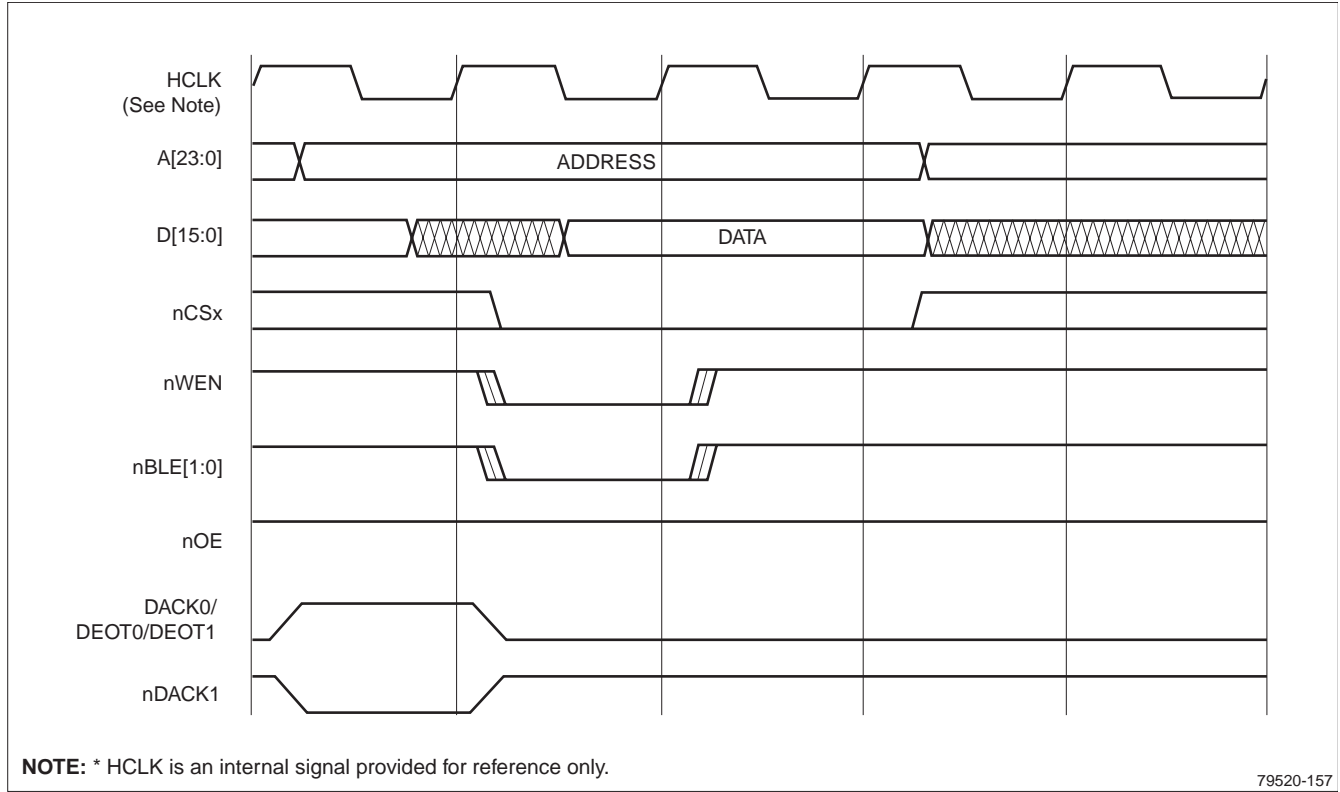 HCLK
(See Note)
A[23:0]
ADDRESS
D[15:0]
DATA
nCSx
nWEN
nBLE[1:0]
nOE
DACK0/
DEOT0/DEOT1
nDACK1
NOTE: * HCLK is an internal signal provided for reference only.
79520-157